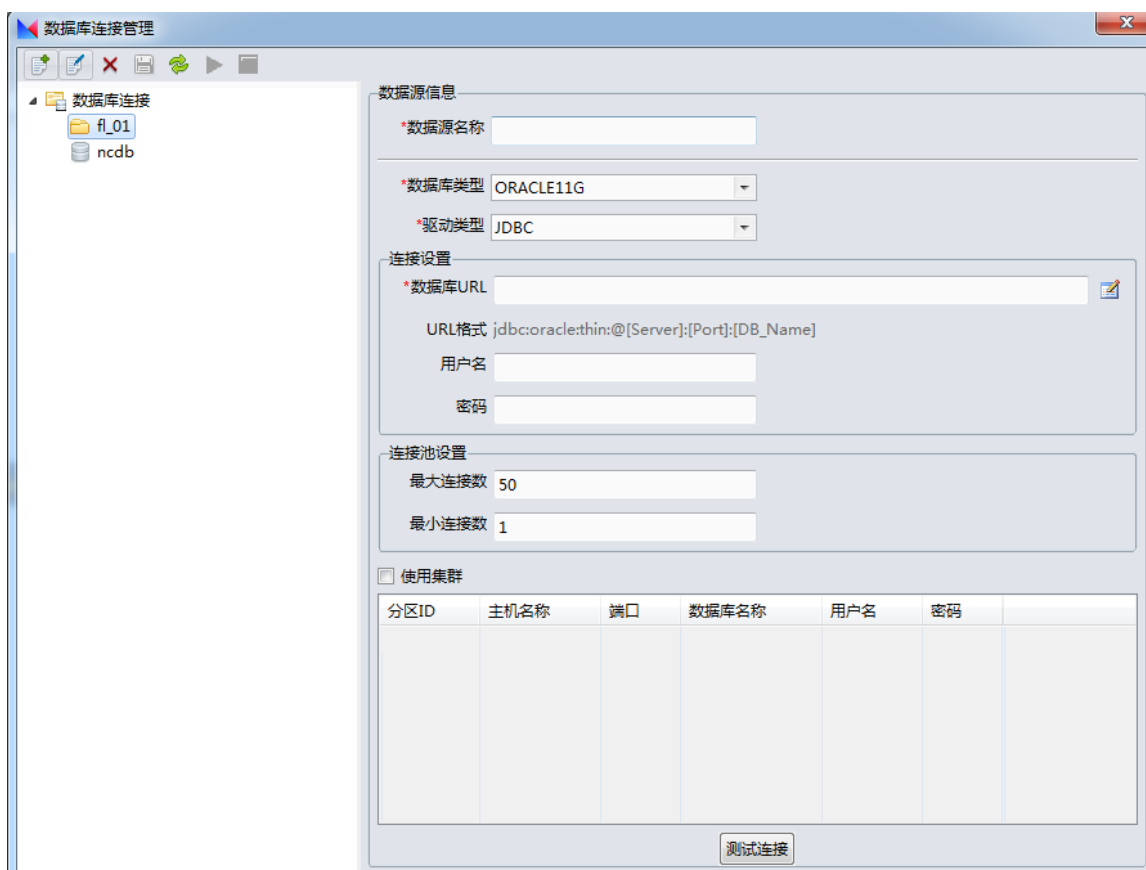 数据库连接管理
数据库连接
fl_01
ncdb
数据源信息
*数据源名称
*数据库类型 ORACLE11G
*驱动类型 JDBC
连接设置
*数据库URL
URL格式 jdbc:oracle:thin:@[Server]:[Port]:[DB_Name]
用户名
密码
连接池设置
最大连接数 50
最小连接数 1
使用集群
分区ID 主机名称 端口 数据库名称 用户名 密码
测试连接